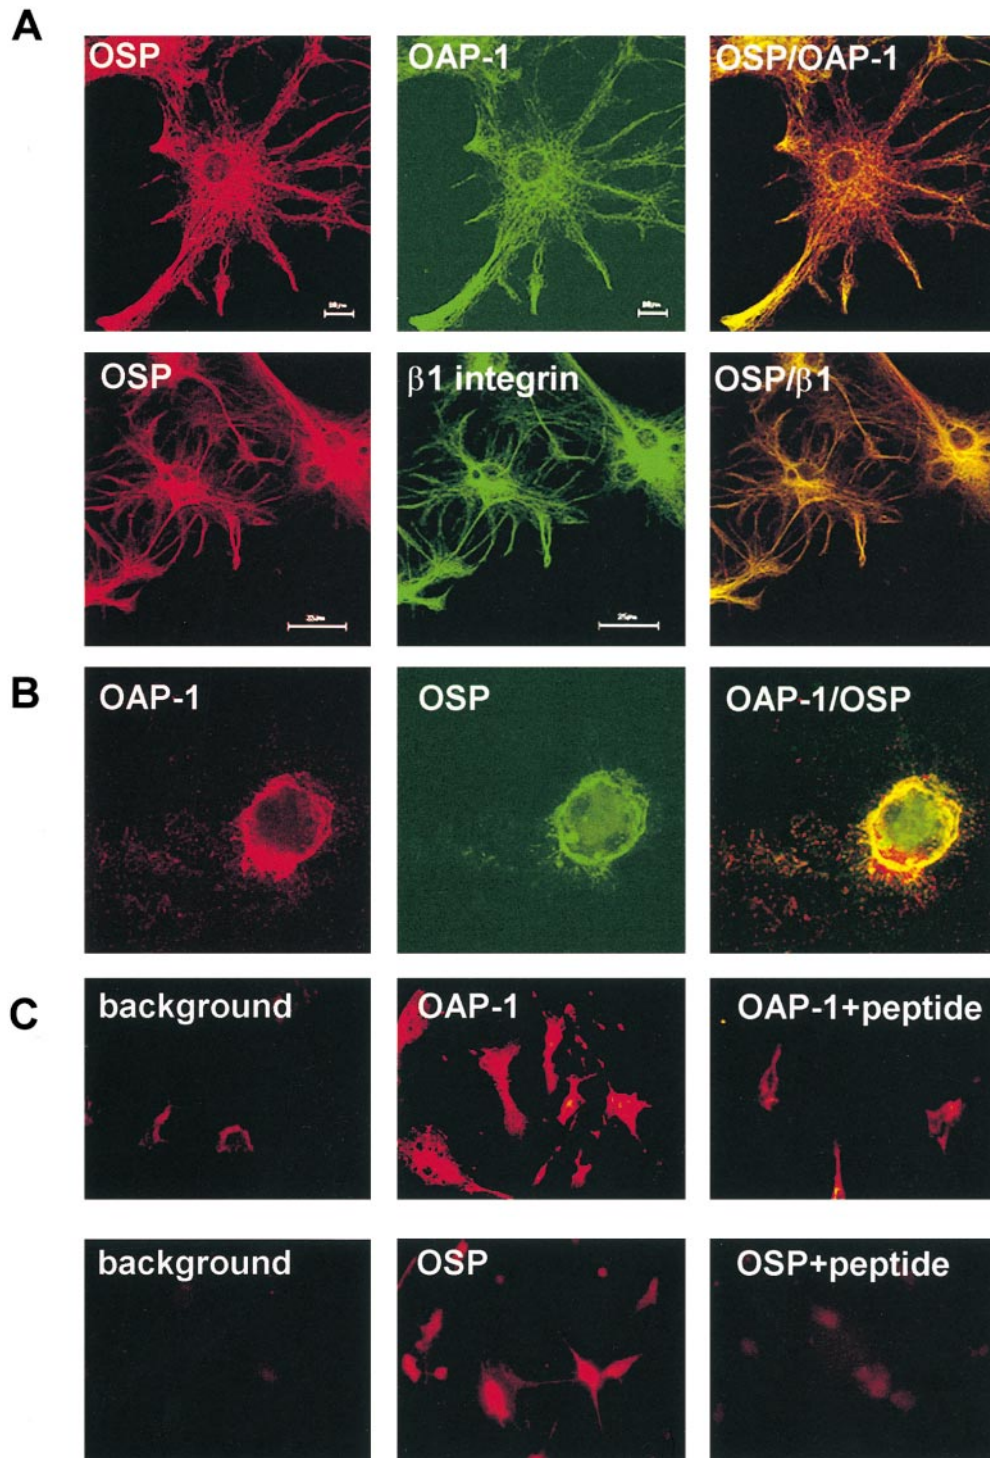 A
OSP
OAP-1
OSP/OAP-1
OSP
β1 integrin
OSP/β1
25µm
B
OAP-1
OSP
OAP-1/OSP
C
background
OAP-1
OAP-1+peptide
background
OSP
OSP+peptide